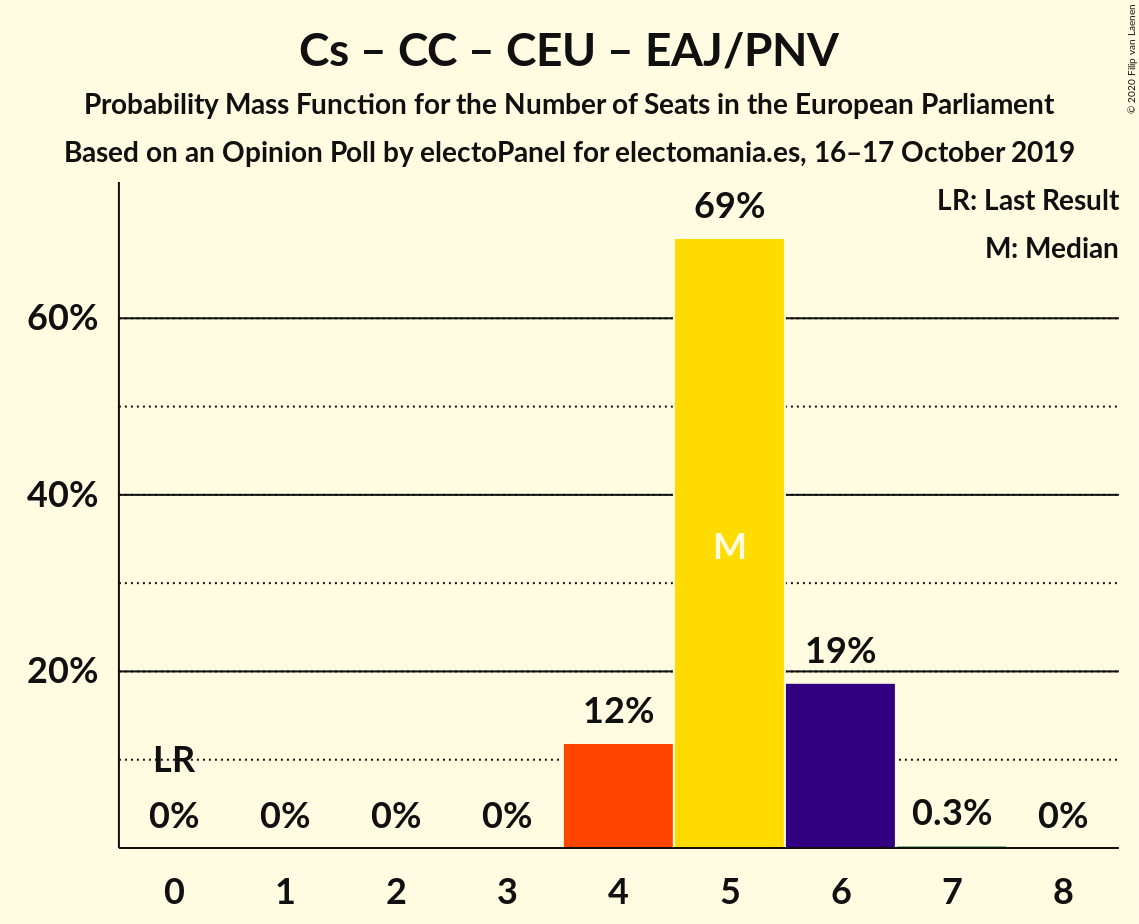 Cs – CC – CEU – EAJ/PNV
Probability Mass Function for the Number of Seats in the European Parliament
Based on an Opinion Poll by electoPanel for electomania.es, 16–17 October 2019
© 2020 Filip van Laenen
LR: Last Result
M: Median
69%
60%
40%
M
20%
19%
12%
LR
0%
0%
0%
0%
0.3%
0%
0
1
2
3
4
5
6
7
8